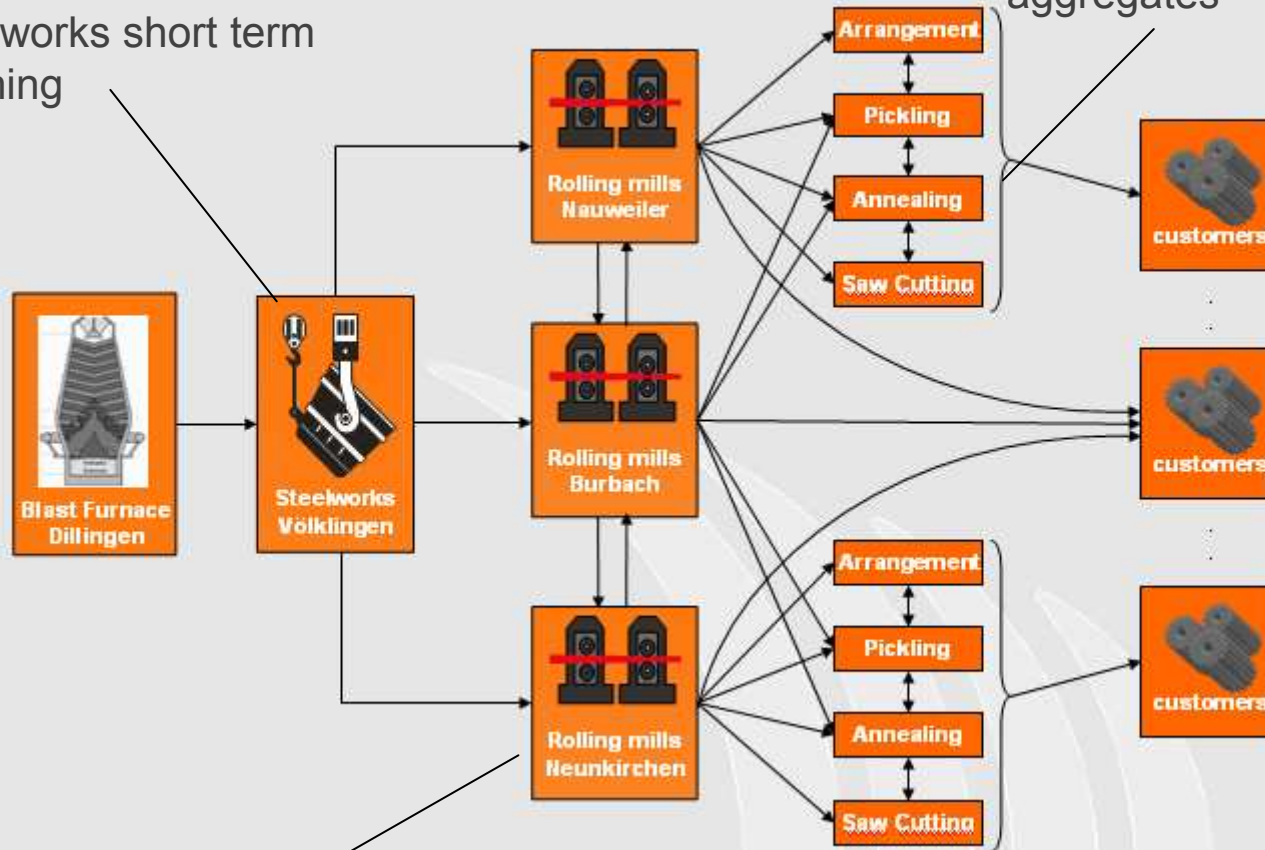 works short term
ning
aggregates
Blast Furnace
Dillingen
Steelworks
Völklingen
Rolling mills
Nauweiler
Rolling mills
Burbach
Rolling mills
Neunkirchen
Arrangement
Pickling
Annealing
Saw Cutting
Arrangement
Pickling
Annealing
Saw Cutting
customers
customers
customers